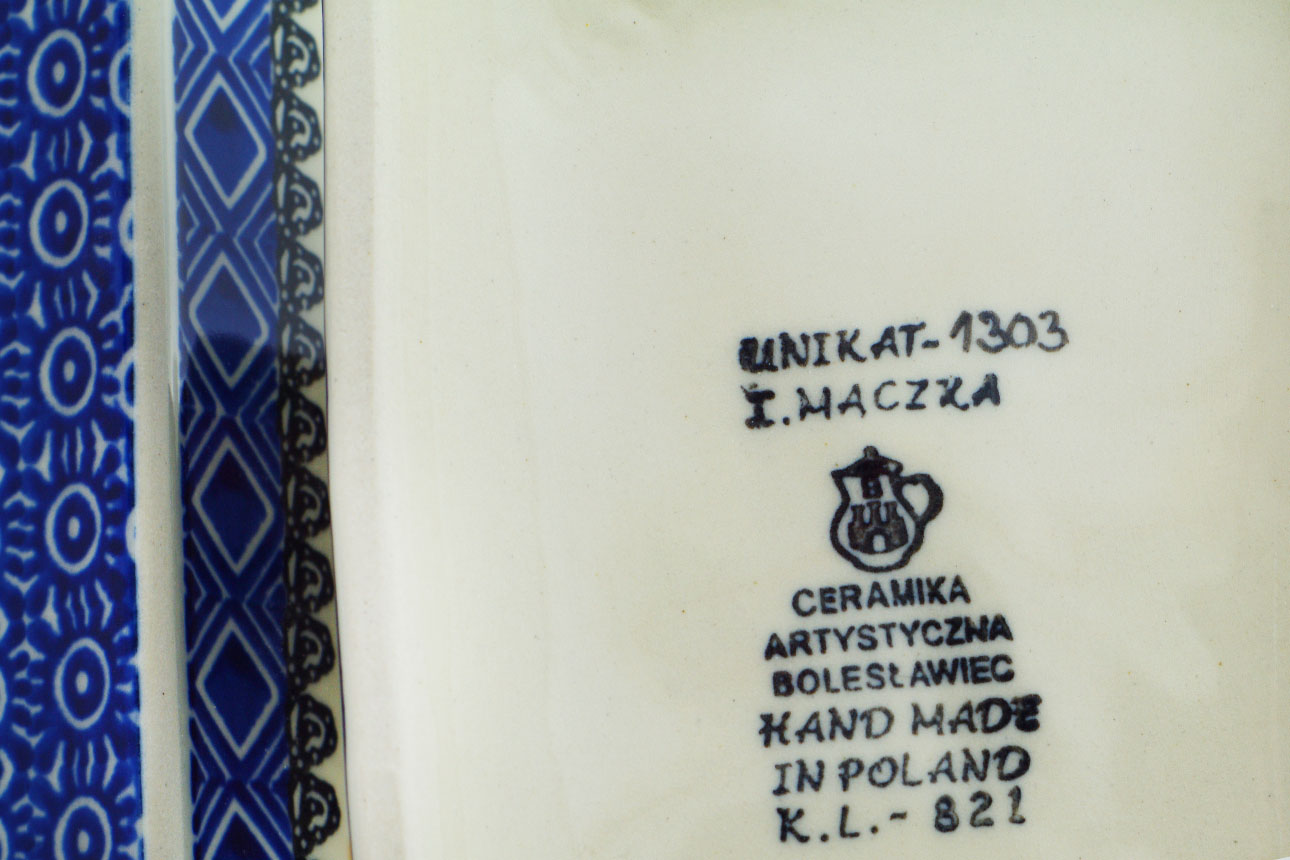 UNIKAT-1303
I. MACZKA
B
CERAMIKA
ARTYSTYCZNA
BOLESŁAWIEC
HAND MADE
IN POLAND
K.L.- 821